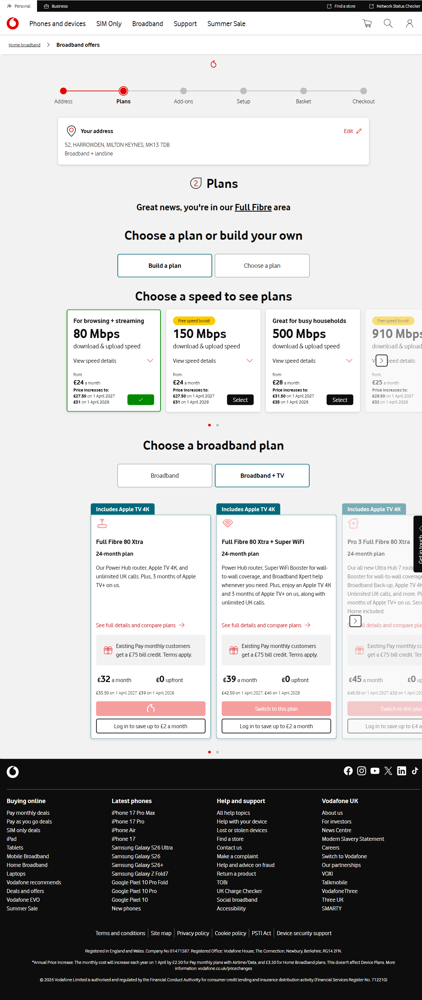 Personal
Business
Find a store
Network Status Checker
Phones and devices
SIM Only
Broadband
Support
Summer Sale
Home broadband
Broadband offers
Address
Plans
Add-ons
Setup
Basket
Checkout
Your address
Edit
52, HARROWDEN, MILTON KEYNES, MK13 7DB
Broadband + landline
2 Plans
Great news, you're in our Full Fibre area
Choose a plan or build your own
Build a plan
Choose a plan
Choose a speed to see plans
For browsing + streaming
80 Mbps
download & upload speed
View speed details
from
£24 a month
Price increases to:
£27.50 on 1 April 2027
£31 on 1 April 2028
Free speed boost!
150 Mbps
download & upload speed
View speed details
from
£24 a month
Price increases to:
£27.50 on 1 April 2027
£31 on 1 April 2028
Select
Great for busy households
500 Mbps
download & upload speed
View speed details
from
£28 a month
Price increases to:
£31.50 on 1 April 2027
£35 on 1 April 2028
Select
Free speed boost!
910 Mbps
download & upload
speed details
from
£25 a month
Price increases to:
£28.50 on 1 April 2027
£32 on 1 April 2028
Choose a broadband plan
Broadband
Broadband + TV
Includes Apple TV 4K
Full Fibre 80 Xtra
24-month plan
Our Power Hub router, Apple TV 4K, and
unlimited UK calls. Plus, 3 months of Apple
TV+ on us.
See full details and compare plans
Existing Pay monthly customers
get a £75 bill credit. Terms apply.
£32 a month
£0 upfront
£35.50 on 1 April 2027, £39 on 1 April 2028
Log in to save up to £2 a month
Includes Apple TV 4K
Full Fibre 80 Xtra + Super WiFi
24-month plan
Power Hub router, Super WiFi Booster for wall-
to-wall coverage, and Broadband Xpert help
whenever you need. Plus, enjoy an Apple TV 4K
and 3 months of Apple TV+ on us, along with
unlimited UK calls.
See full details and compare plans
Existing Pay monthly customers
get a £75 bill credit. Terms apply.
£39 a month
£0 upfront
£42.50 on 1 April 2027, £46 on 1 April 2028
Switch to this plan
Log in to save up to £2 a month
Includes Apple TV 4K
Pro 3 Full Fibre 80 Xtra
24-month plan
Our all new Ultra Hub 7
Booster for wall-to-wall
Broadband Back-up, Apple TV
Unlimited UK calls, and more.
months of Apple TV+ on us.
Home included.
details and compare
Existing Pay monthly
get a £75 bill credit.
£45 a month
£0
£48.50 on 1 April 2027, £52 on 1 April
Switch to this
Log in to save up to £4 a
Get in touch
Buying online
Pay monthly deals
Pay as you go deals
SIM only deals
iPad
Tablets
Mobile Broadband
Home Broadband
Laptops
Vodafone recommends
Deals and offers
Vodafone EVO
Summer Sale
Latest phones
iPhone 17 Pro Max
iPhone 17 Pro
iPhone Air
iPhone 17
Samsung Galaxy S26 Ultra
Samsung Galaxy S26
Samsung Galaxy S26+
Samsung Galaxy Z Fold7
Google Pixel 10 Pro Fold
Google Pixel 10 Pro
Google Pixel 10
New phones
Help and support
All help topics
Help with your device
Lost or stolen devices
Find a store
Contact us
Make a complaint
Help and advice on fraud
Return a product
TOBi
UK Charge Checker
Social broadband
Accessibility
Vodafone UK
About us
For investors
News Centre
Modern Slavery Statement
Careers
Switch to Vodafone
Our partnerships
VOXI
Talkmobile
VodafoneThree
Three UK
SMARTY
Terms and conditions
Site map
Privacy policy
Cookie policy
PSTI Act
Device security support
Registered in England and Wales. Company No 01471587. Registered Office: Vodafone House, The Connection, Newbury, Berkshire, RG14 2FN.
*Annual Price Increase: The monthly cost will increase each year on 1 April by £2.50 for Pay monthly plans with Airtime/Data, and £3.50 for Home Broadband plans. This doesn't affect Device Plans. More
information: vodafone.co.uk/pricechanges
© 2026 Vodafone Limited is authorised and regulated by the Financial Conduct Authority for consumer credit lending and insurance distribution activity (Financial Services Register No. 712210)